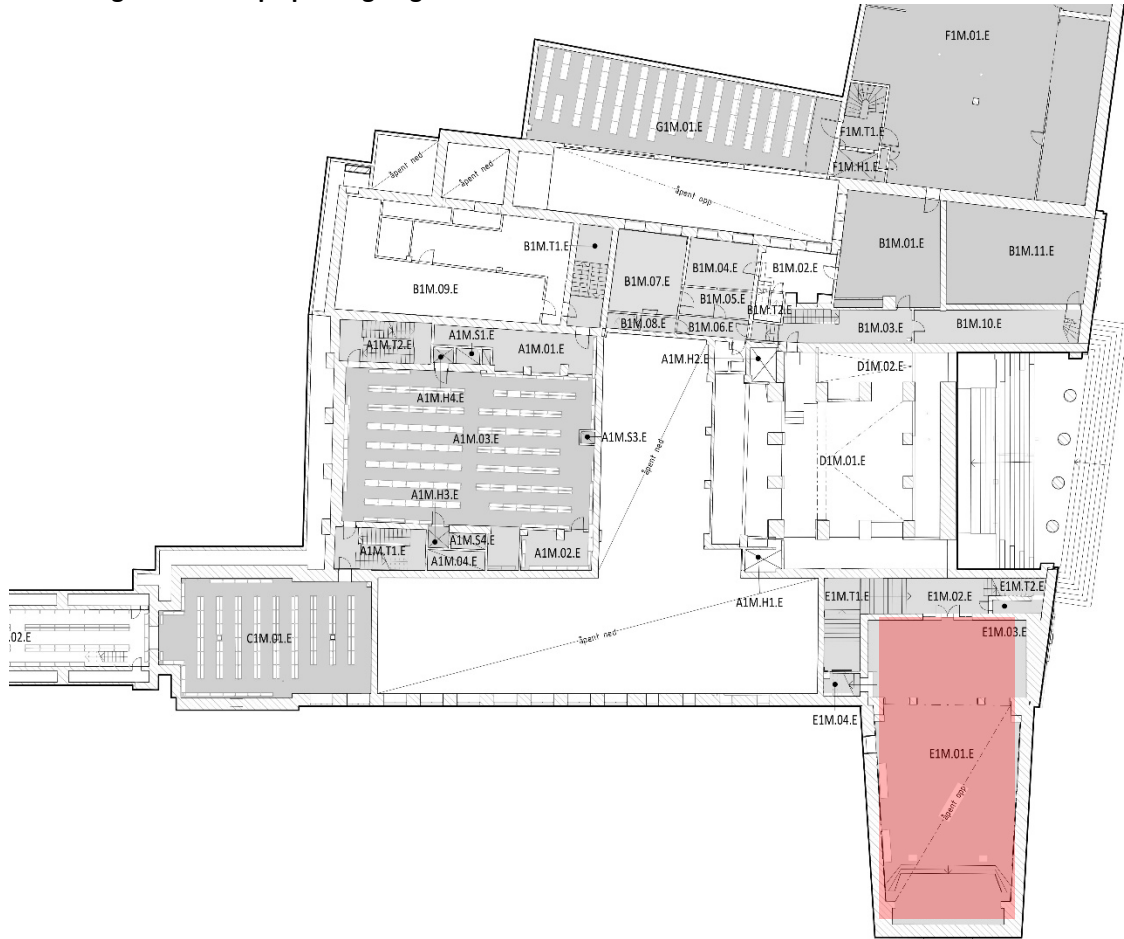 F1M.01.E
G1M.01.E
F1M.T1.E
F1M.H1.E
åpent ned
åpent ned
åpent opp
B1M.T1.E
B1M.07.E
B1M.04.E
B1M.02.E
B1M.01.E
B1M.11.E
B1M.09.E
B1M.05.E
B1M.T2.E
B1M.08.E
B1M.06.E
B1M.03.E
B1M.10.E
A1M.T2.E
A1M.S1.E
A1M.01.E
A1M.H2.E
D1M.02.E
A1M.H4.E
A1M.03.E
A1M.S3.E
åpent ned
D1M.01.E
A1M.H3.E
A1M.T1.E
A1M.S4.E
A1M.04.E
A1M.02.E
A1M.H1.E
E1M.T1.E
E1M.02.E
E1M.T2.E
.02.E
C1M.01.E
åpent ned
E1M.03.E
E1M.04.E
E1M.01.E
åpent opp